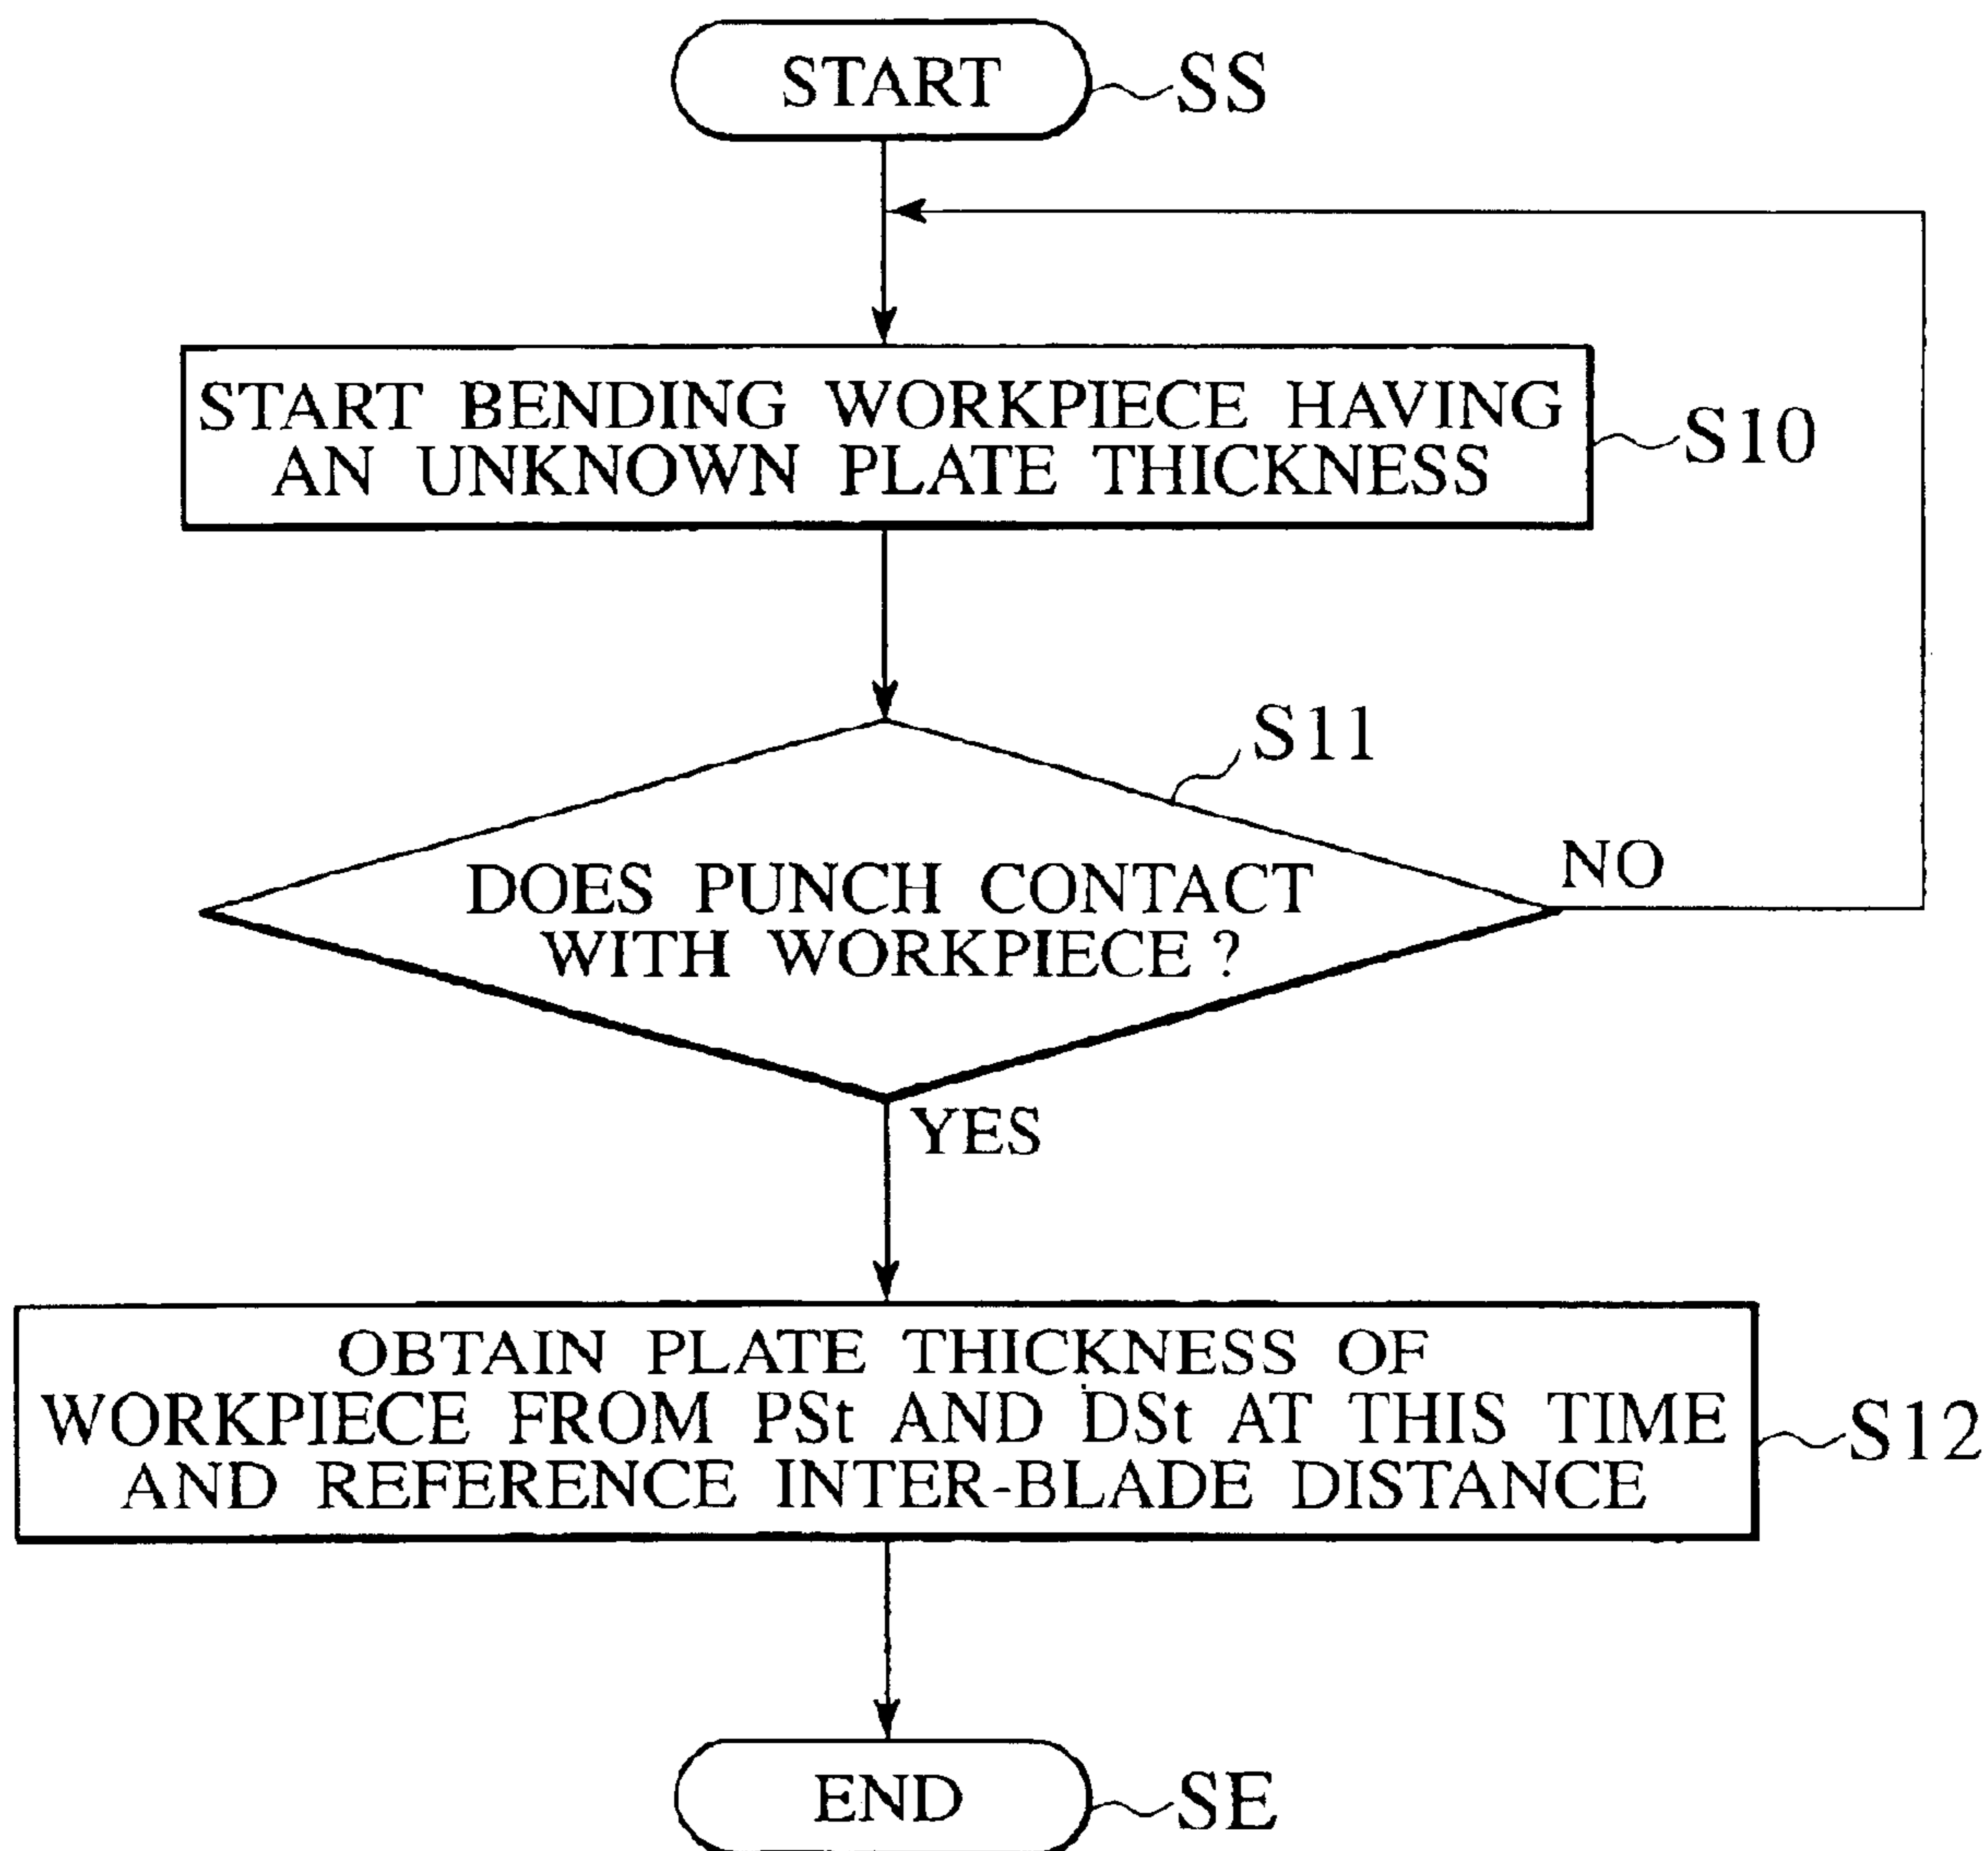 START
SS
START BENDING WORKPIECE HAVING
AN UNKNOWN PLATE THICKNESS
S10
S11
DOES PUNCH CONTACT
WITH WORKPIECE?
NO
YES
OBTAIN PLATE THICKNESS OF
WORKPIECE FROM PSt AND DSt AT THIS TIME
AND REFERENCE INTER-BLADE DISTANCE
S12
END
SE